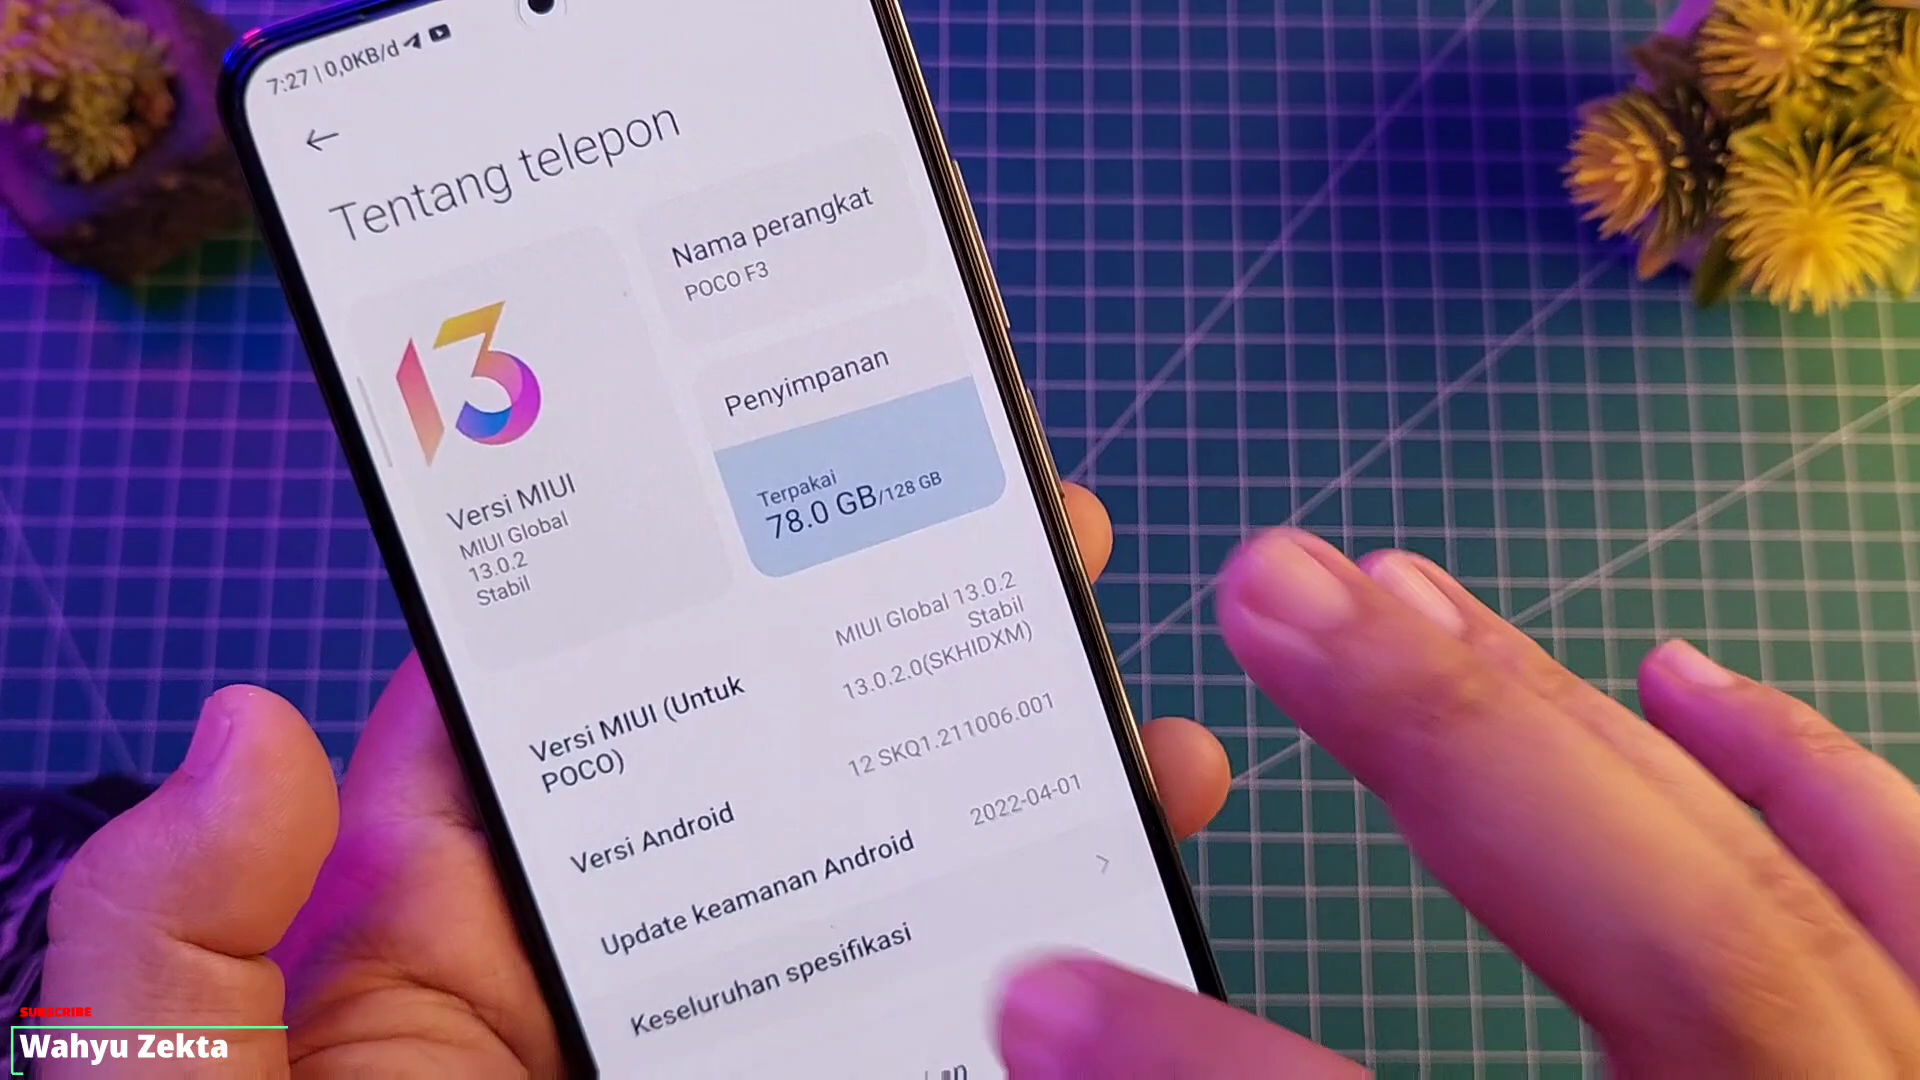 7:27 | 0,0KB/d
Tentang telepon
13
Versi MIUI
MIUI Global
13.0.2
Stabil
Nama perangkat
POCO F3
Penyimpanan
Terpakai
78.0 GB/128 GB
Versi MIUI (Untuk
POCO)
MIUI Global 13.0.2
Stabil
13.0.2.0(SKHIDXM)
Versi Android
12 SKQ1.211006.001
Update keamanan Android
2022-04-01
Keseluruhan spesifikasi
SUBSCRIBE
Wahyu Zekta